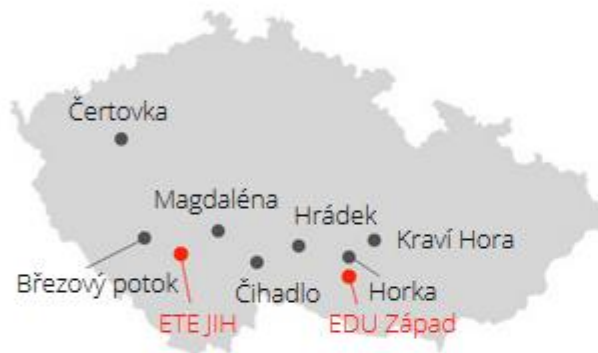 Čertovka
Magdaléna
Hrádek
Kraví Hora
Březový potok
Čihadlo
Horka
ETE JIH
EDU Západ